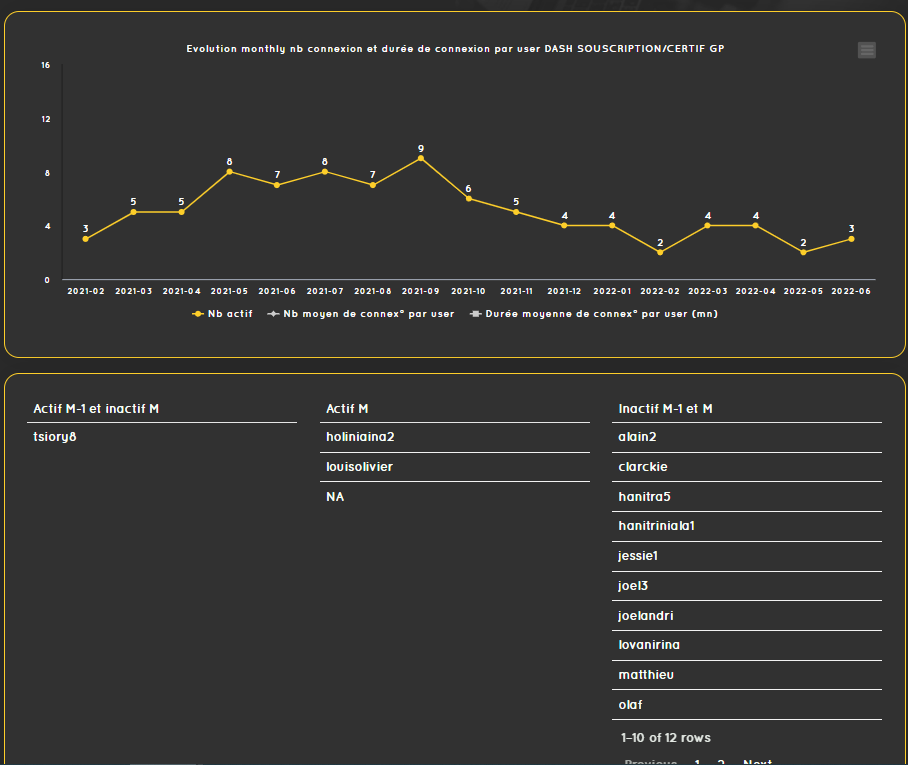 Evolution monthly nb connexion et durée de connexion par user DASH SOUSCRIPTION/CERTIF GP
16
12
8
4
0
3
5
5
8
7
8
7
9
6
5
4
4
2
4
4
2
3
2021-02 2021-03 2021-04 2021-05 2021-06 2021-07 2021-08 2021-09 2021-10 2021-11 2021-12 2022-01 2022-02 2022-03 2022-04 2022-05 2022-06
Nb actif Nb moyen de connex° par user Durée moyenne de connex° par user (mn)
Actif M-1 et inactif M
tsiory8
Actif M
holiniaina2
louisolivier
NA
Inactif M-1 et M
alain2
clarckie
hanitra5
hanitriniala1
jessie1
joel3
joelandri
lovanirina
matthieu
olaf
1–10 of 12 rows
Previous 1 2 Next